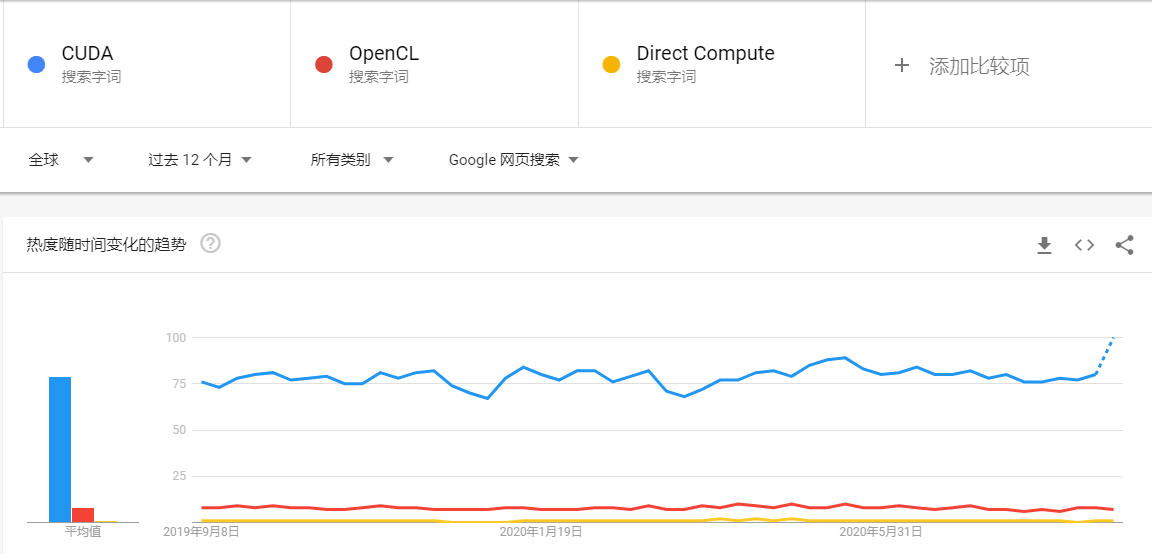 CUDA
搜索字词
OpenCL
搜索字词
Direct Compute
搜索字词
+ 添加比较项
全球
过去 12 个月
所有类别
Google 网页搜索
热度随时间变化的趋势 ?
100
75
50
25
平均值
2019年9月8日
2020年1月19日
2020年5月31日